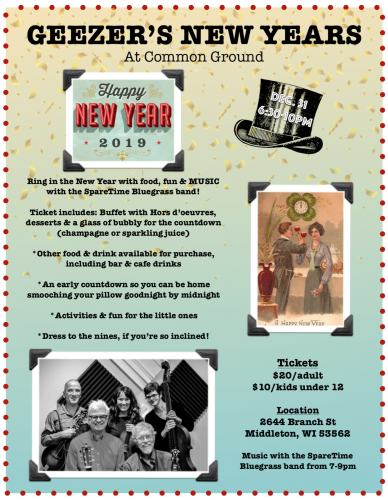 GEEZER'S NEW YEARS
At Common Ground
Happy
NEW YEAR
2019
DEC. 31
6:30-10PM
Ring in the New Year with food, fun & MUSIC
with the SpareTime Bluegrass band!
Ticket includes: Buffet with Hors d'oeuvres,
desserts & a glass of bubbly for the countdown
(champagne or sparkling juice)
*Other food & drink available for purchase,
including bar & cafe drinks
*An early countdown so you can be home
smooching your pillow goodnight by midnight
*Activities & fun for the little ones
*Dress to the nines, if you're so inclined!
A HAPPY NEW YEAR
Tickets
$20/adult
$10/kids under 12
Location
2644 Branch St
Middleton, WI 53562
Music with the SpareTime
Bluegrass band from 7-9pm